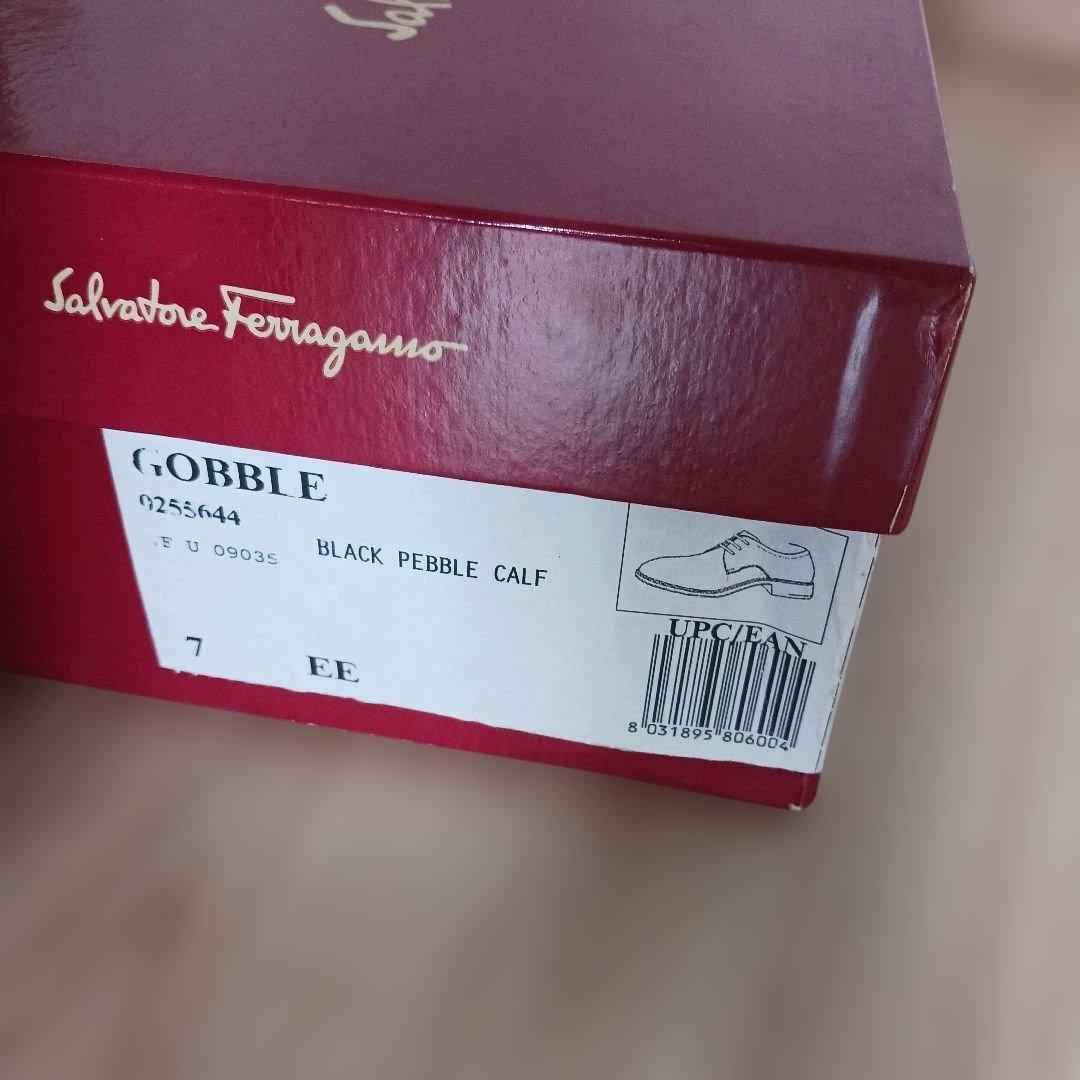 Salvatore Ferragamo
GOBBLE
0255644
F U 09035 BLACK PEBBLE CALF
7 EE
UPC/EAN
8 031895 806004